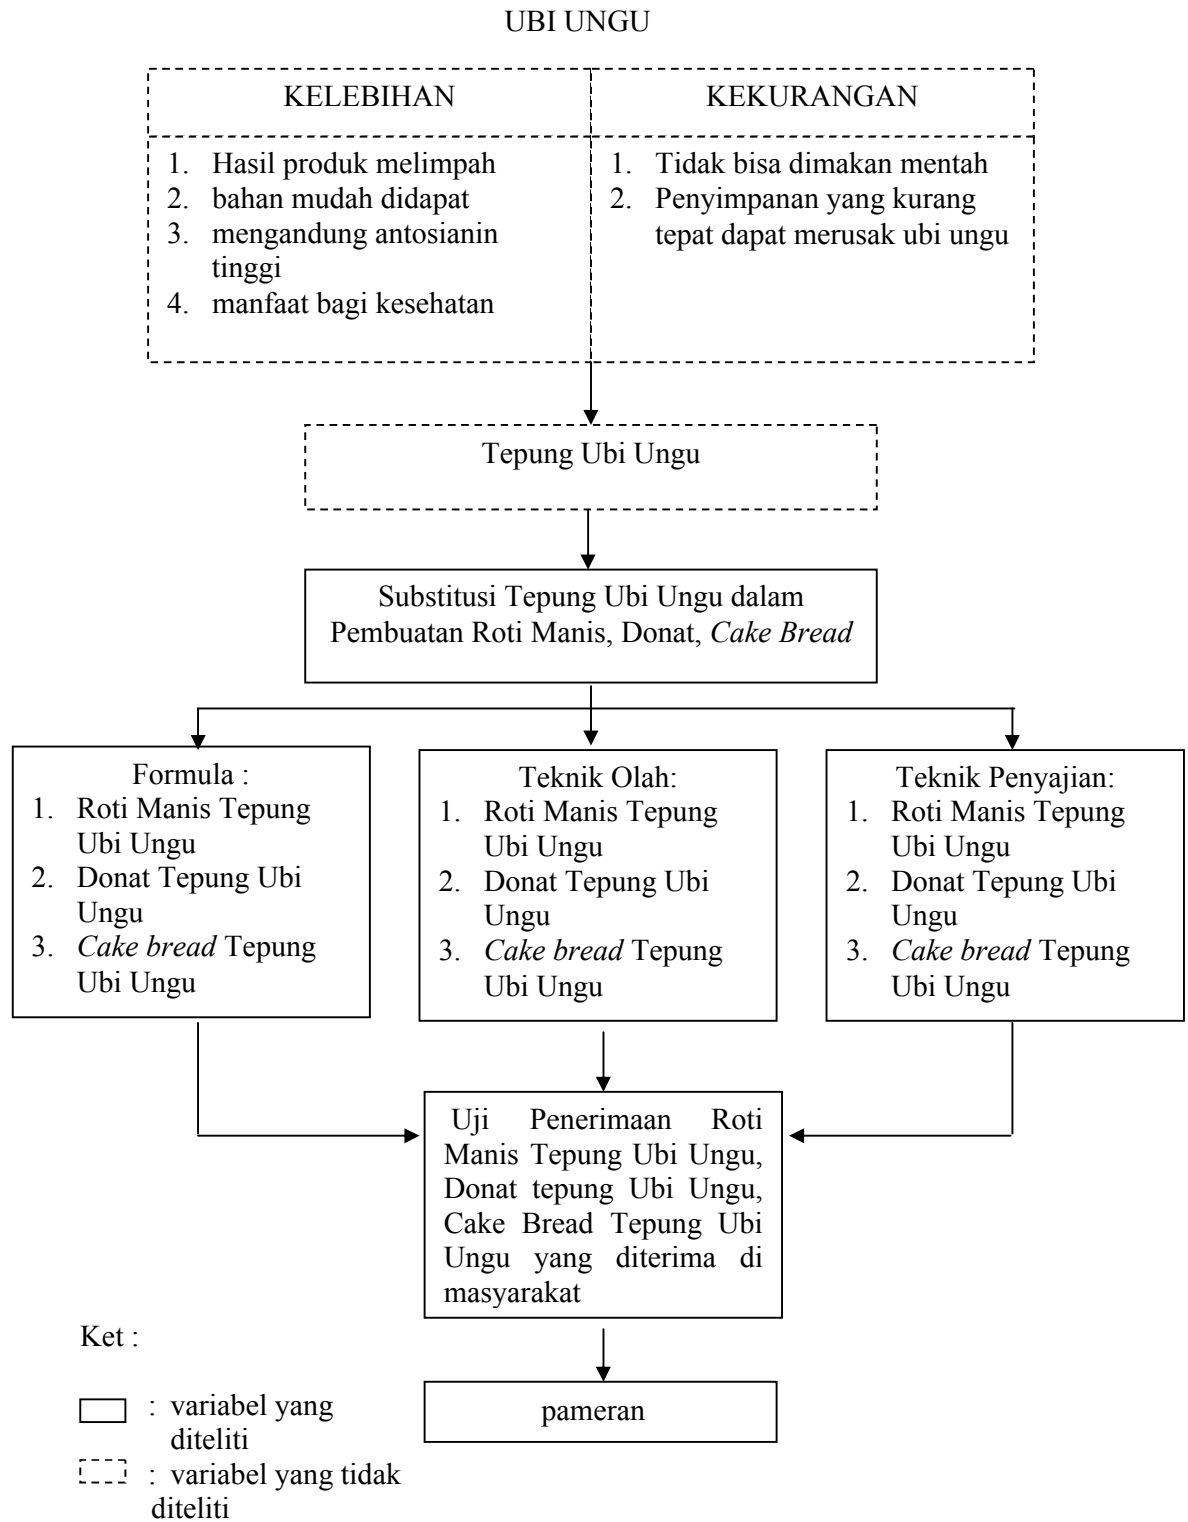 UBI UNGU
KELEBIHAN
KEKURANGAN
1. Hasil produk melimpah
2. bahan mudah didapat
3. mengandung antosianin
tinggi
4. manfaat bagi kesehatan
1. Tidak bisa dimakan mentah
2. Penyimpanan yang kurang
tepat dapat merusak ubi ungu
Tepung Ubi Ungu
Substitusi Tepung Ubi Ungu dalam
Pembuatan Roti Manis, Donat, Cake Bread
Formula :
1. Roti Manis Tepung
Ubi Ungu
2. Donat Tepung Ubi
Ungu
3. Cake bread Tepung
Ubi Ungu
Teknik Olah:
1. Roti Manis Tepung
Ubi Ungu
2. Donat Tepung Ubi
Ungu
3. Cake bread Tepung
Ubi Ungu
Teknik Penyajian:
1. Roti Manis Tepung
Ubi Ungu
2. Donat Tepung Ubi
Ungu
3. Cake bread Tepung
Ubi Ungu
Uji Penerimaan Roti
Manis Tepung Ubi Ungu,
Donat tepung Ubi Ungu,
Cake Bread Tepung Ubi
Ungu yang diterima di
masyarakat
pameran
Ket :
: variabel yang
diteliti
: variabel yang tidak
diteliti